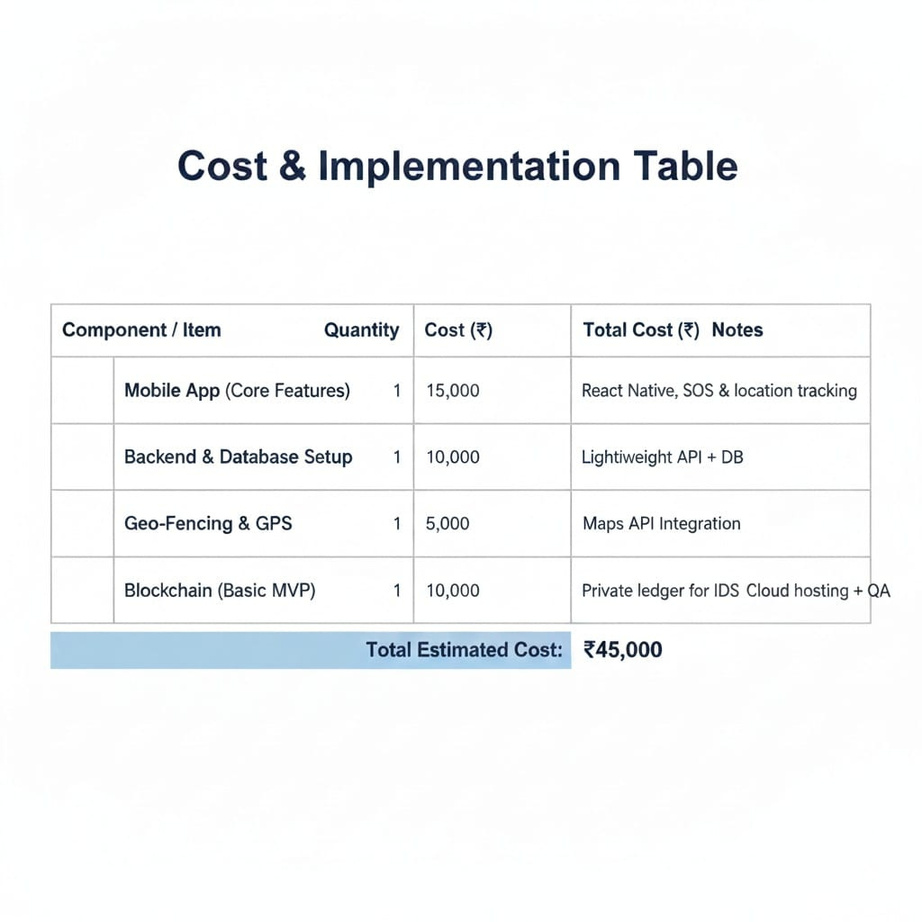 Cost & Implementation Table
Component / Item Quantity Cost (₹) Total Cost (₹) Notes
Mobile App (Core Features) 1 15,000 React Native, SOS & location tracking
Backend & Database Setup 1 10,000 Lightweight API + DB
Geo-Fencing & GPS 1 5,000 Maps API Integration
Blockchain (Basic MVP) 1 10,000 Private ledger for IDS Cloud hosting + QA
Total Estimated Cost: ₹45,000